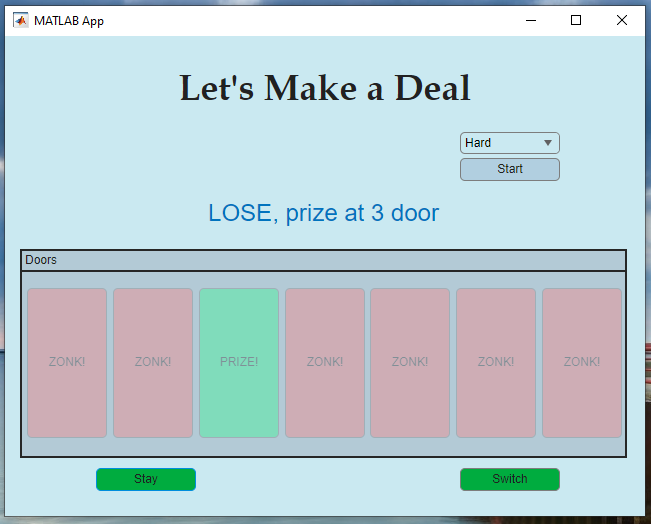 MATLAB App
Let's Make a Deal
Hard
Start
LOSE, prize at 3 door
Doors
ZONK! ZONK! PRIZE! ZONK! ZONK! ZONK! ZONK!
Stay Switch